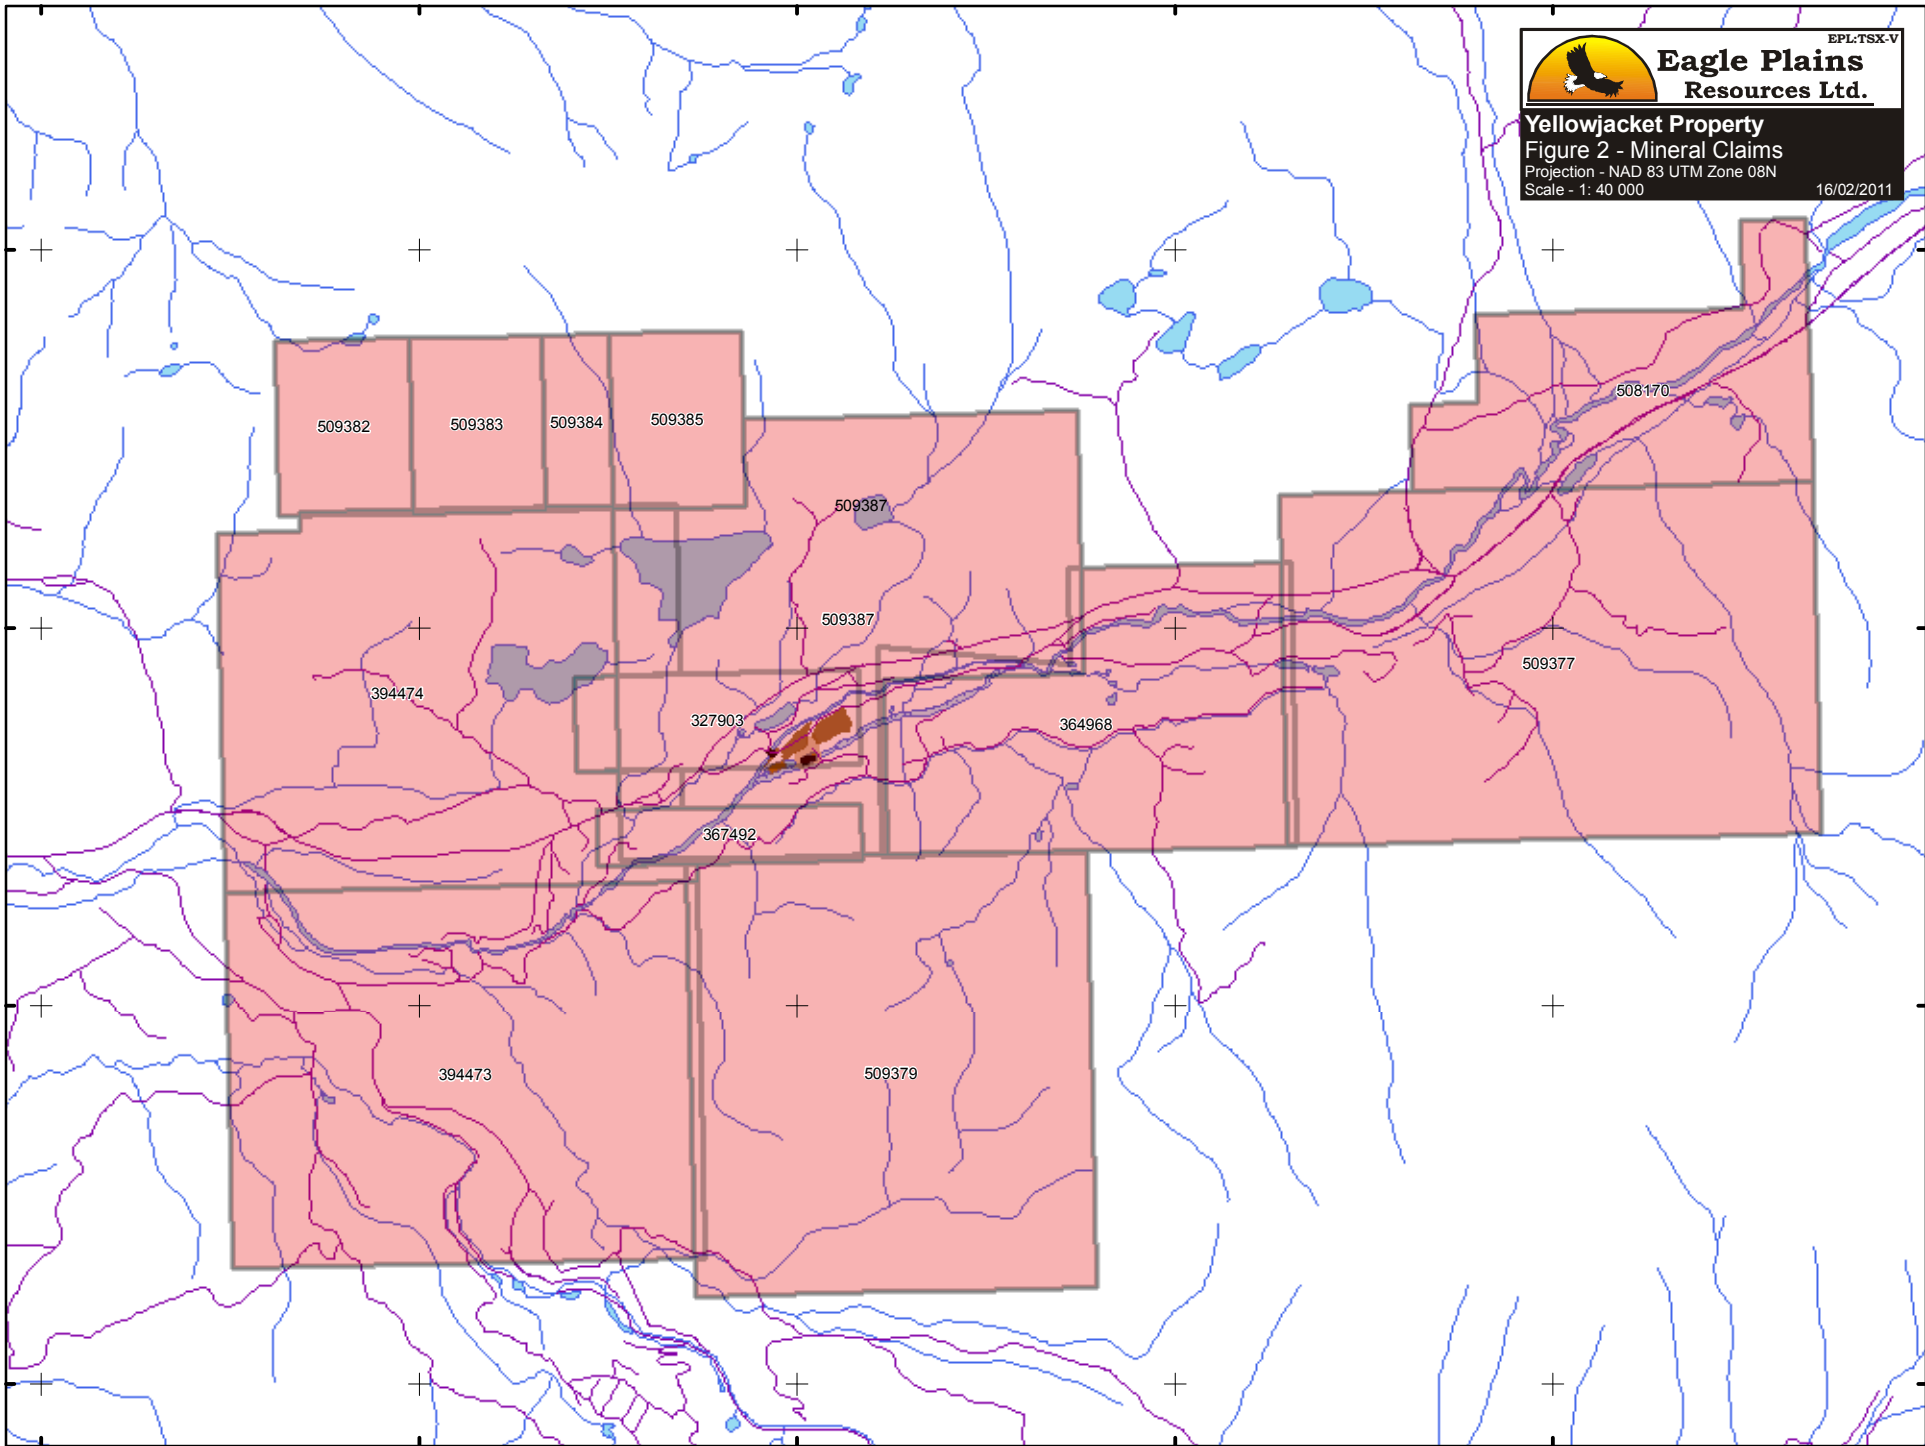 EPL:TSX-V
Eagle Plains
Resources Ltd.
Yellowjacket Property
Figure 2 - Mineral Claims
Projection - NAD 83 UTM Zone 08N
Scale - 1: 40 000
16/02/2011
508170
509382
509383
509384
509385
509387
509387
509377
394474
327903
364968
367492
394473
509379